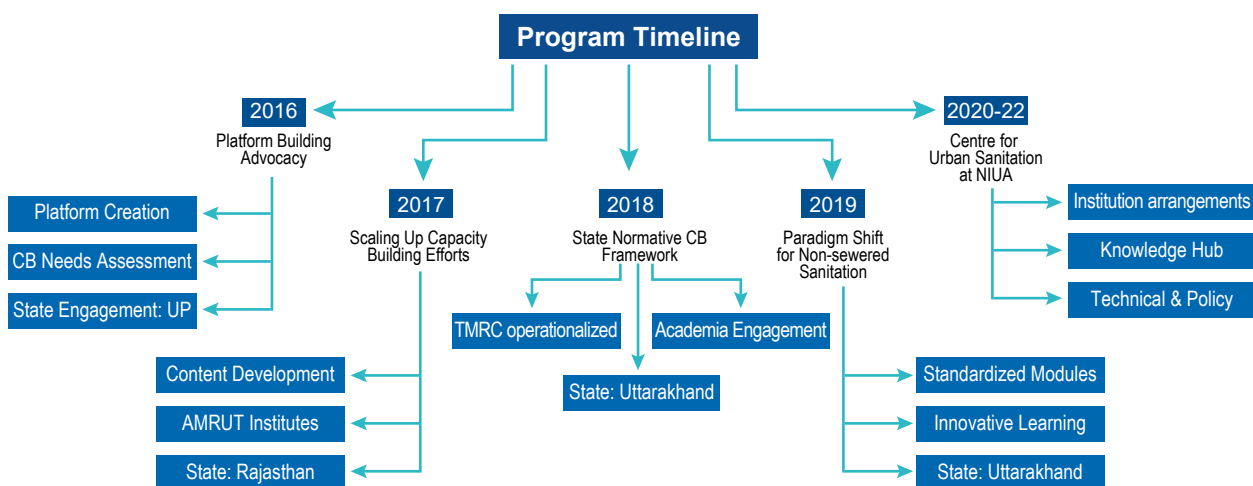 Program Timeline
2016
Platform Building
Advocacy
Platform Creation
CB Needs Assessment
State Engagement: UP
2017
Scaling Up Capacity
Building Efforts
Content Development
AMRUT Institutes
State: Rajasthan
2018
State Normative CB
Framework
TMRC operationalized
Academia Engagement
State: Uttarakhand
2019
Paradigm Shift
for Non-sewered
Sanitation
Standardized Modules
Innovative Learning
State: Uttarakhand
2020-22
Centre for
Urban Sanitation
at NIUA
Institution arrangements
Knowledge Hub
Technical & Policy